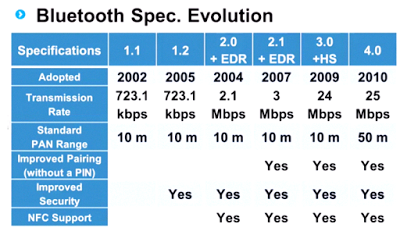 Bluetooth Spec. Evolution
Specifications 1.1 1.2 2.0 + EDR 2.1 + EDR 3.0 +HS 4.0
Adopted 2002 2005 2004 2007 2009 2010
Transmission Rate 723.1 kbps 723.1 kbps 2.1 Mbps 3 Mbps 24 Mbps 25 Mbps
Standard PAN Range 10 m 10 m 10 m 10 m 10 m 50 m
Improved Pairing (without a PIN) Yes Yes Yes
Improved Security Yes Yes Yes Yes Yes
NFC Support Yes Yes Yes Yes